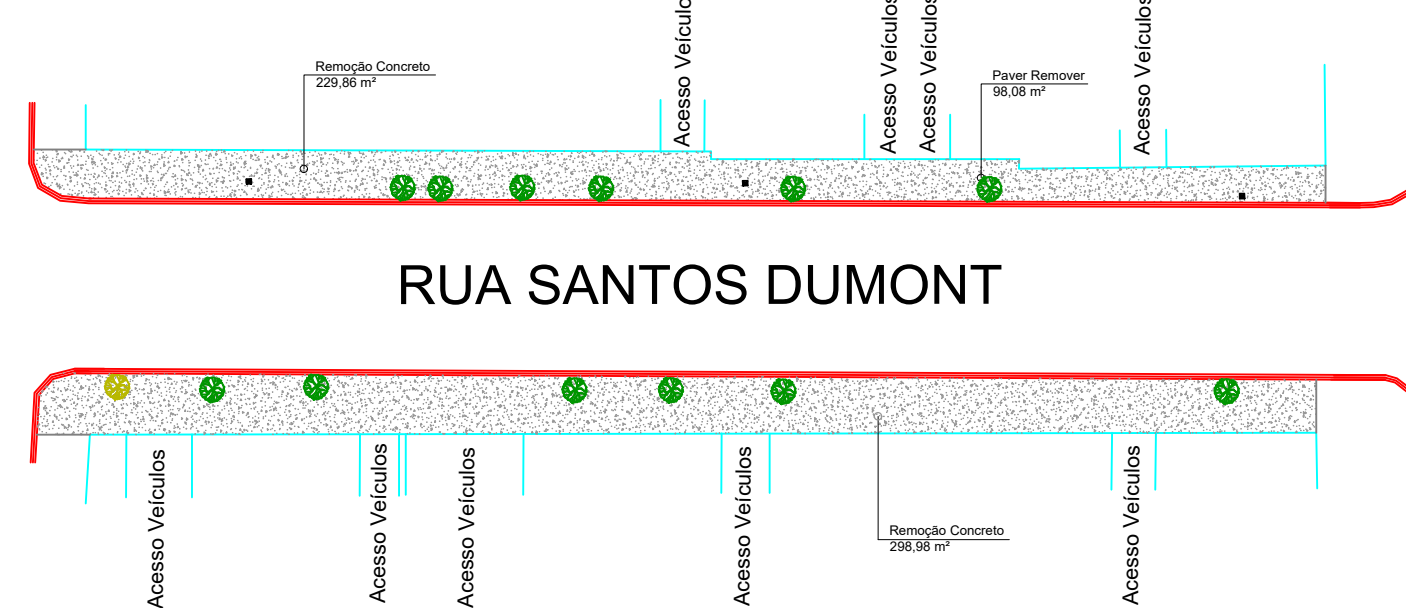 Acesso Veículos
Acesso Veículos
Acesso Veículos
Acesso Veículos
Remoção Concreto
229,86 m²
Paver Remover
98,08 m²
RUA SANTOS DUMONT
Acesso Veículos
Acesso Veículos
Acesso Veículos
Acesso Veículos
Acesso Veículos
Remoção Concreto
298,98 m²